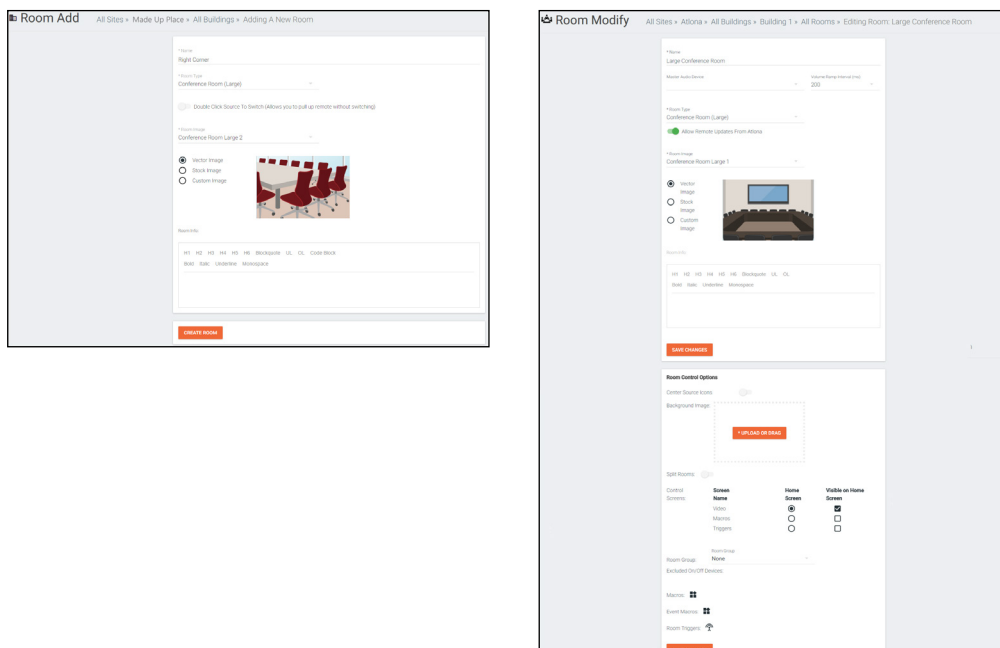 Room Add All Sites » Made Up Place » All Buildings » Adding A New Room
* Name
Right Corner
* Room Type
Conference Room (Large)
Double Click Source To Switch (Allows you to pull up remote without switching)
* Room Image
Conference Room Large 2
Vector Image
Stock Image
Custom Image
Room Info
H1 H2 H3 H4 H5 H6 Blockquote UL OL Code Block
Bold Italic Underline Monospace
CREATE ROOM
Room Modify All Sites » Atlona » All Buildings » Building 1 » All Rooms » Editing Room: Large Conference Room
* Name
Large Conference Room
Master Audio Device Volume Ramp Interval (ms)
200
* Room Type
Conference Room (Large)
Allow Remote Updates From Atlona
* Room Image
Conference Room Large 1
Vector
Image
Stock
Image
Custom
Image
Room Info
H1 H2 H3 H4 H5 H6 Blockquote UL OL
Bold Italic Underline Monospace
SAVE CHANGES
Room Control Options
Center Source Icons
Background Image:
+ UPLOAD OR DRAG
Split Rooms:
Control Screen Home Visible on Home
Screens: Name Screen Screen
Video
Macros
Triggers
Room Group
Room Group: None
Excluded On/Off Devices:
Macros:
Event Macros:
Room Triggers: